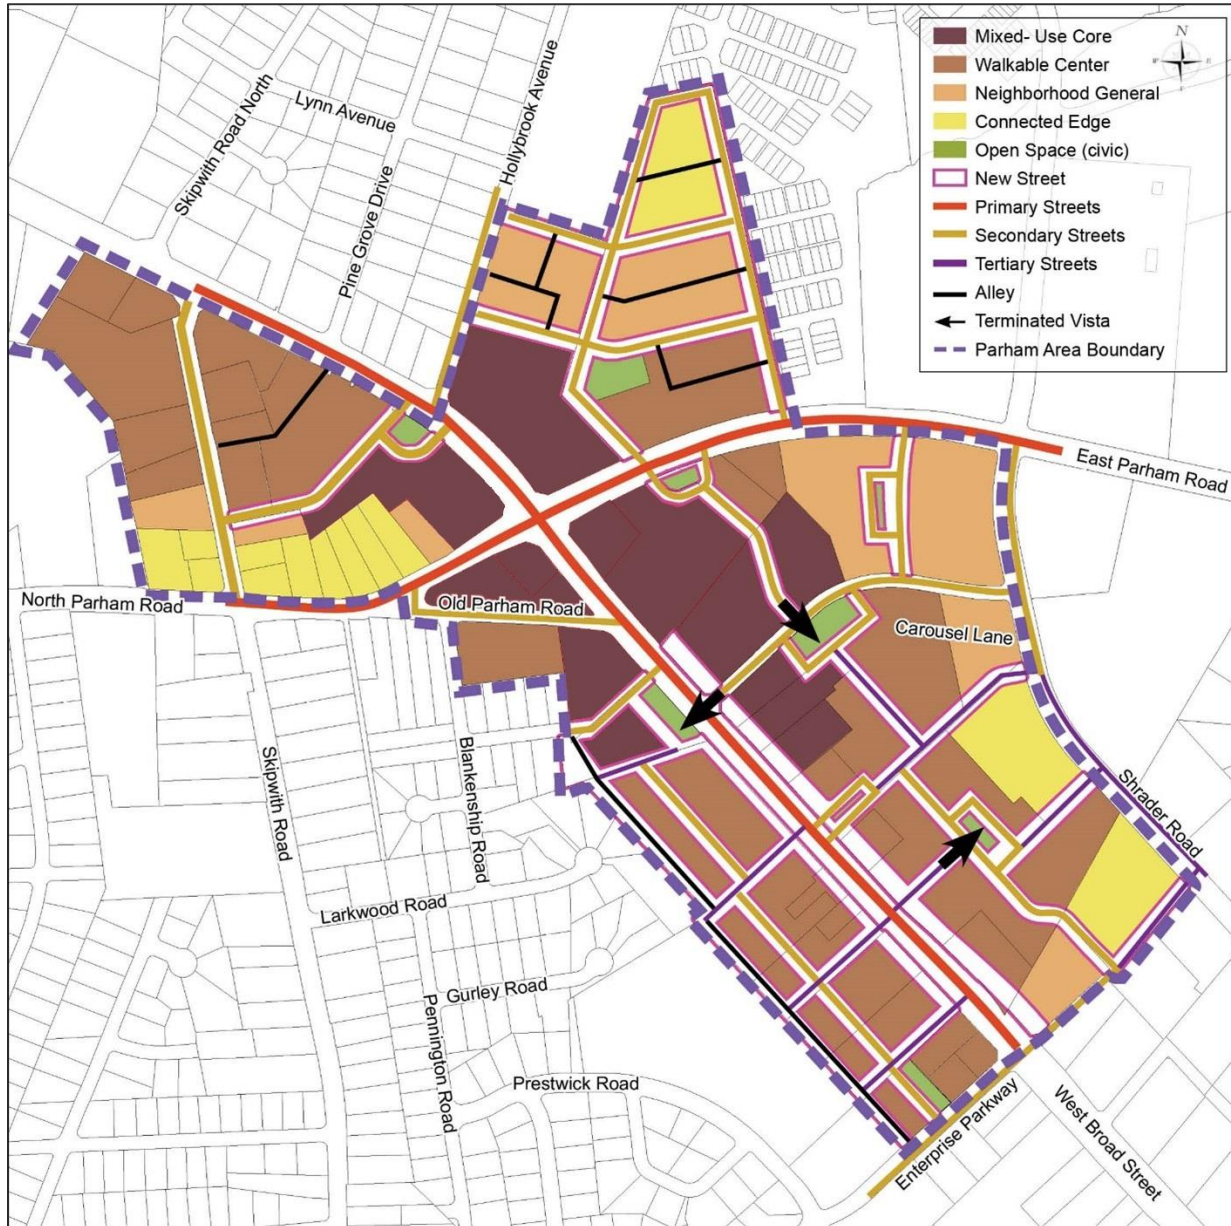 Mixed- Use Core
Walkable Center
Neighborhood General
Connected Edge
Open Space (civic)
New Street
Primary Streets
Secondary Streets
Tertiary Streets
Alley
Terminated Vista
Parham Area Boundary
N
Skipwith Road North
Lynn Avenue
Pine Grove Drive
Hollybrook Avenue
East Parham Road
North Parham Road
Old Parham Road
Carousel Lane
Shrader Road
Skipwith Road
Blankenship Road
Larkwood Road
Gurley Road
Pennington Road
Prestwick Road
Enterprise Parkway
West Broad Street